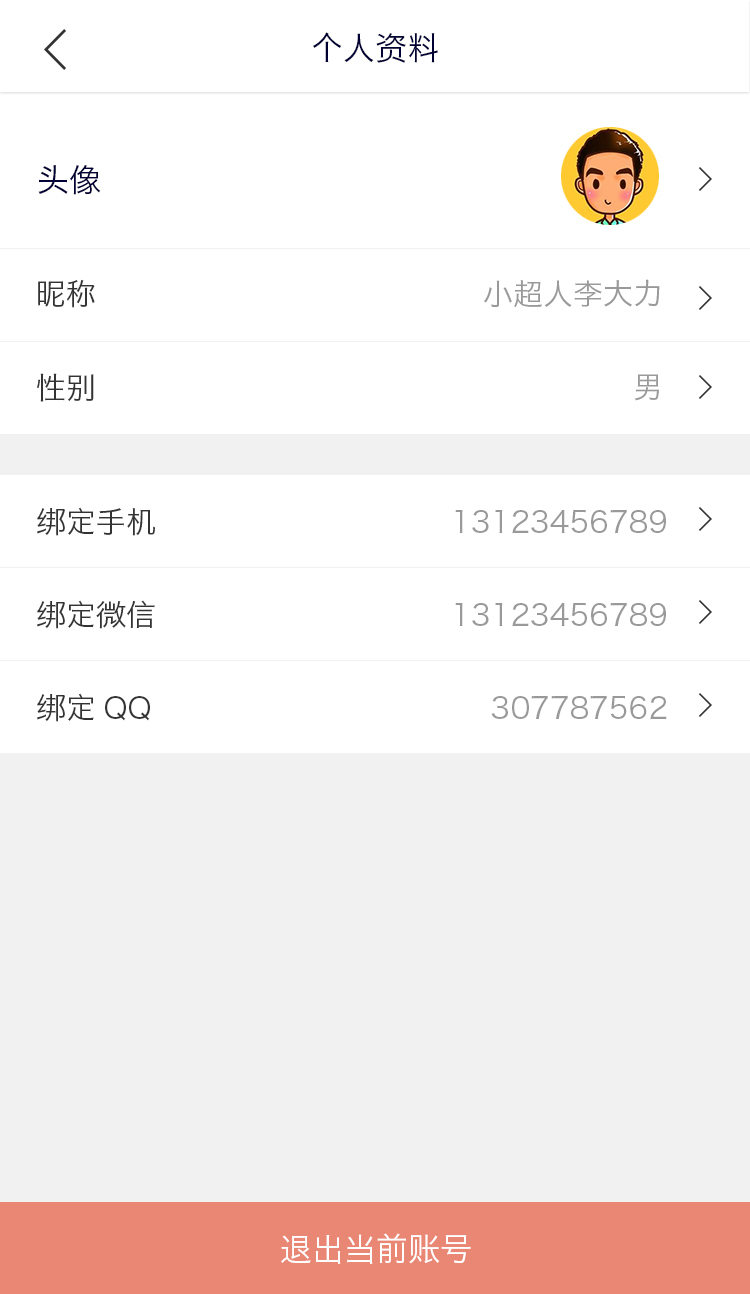 个人资料
头像
昵称 小超人李大力
性别 男
绑定手机 13123456789
绑定微信 13123456789
绑定 QQ 307787562
退出当前账号